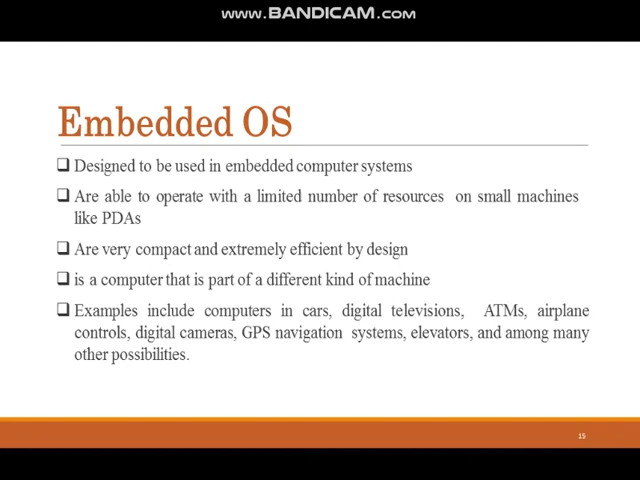 www.BANDICAM.com
Embedded OS
❑ Designed to be used in embedded computer systems
❑ Are able to operate with a limited number of resources on small machines
like PDAs
❑ Are very compact and extremely efficient by design
❑ is a computer that is part of a different kind of machine
❑ Examples include computers in cars, digital televisions, ATMs, airplane
controls, digital cameras, GPS navigation systems, elevators, and among many
other possibilities.
15